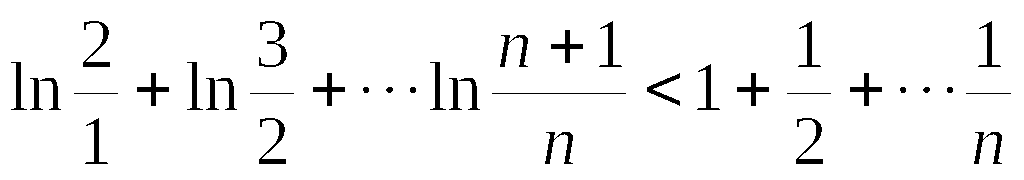 ln 2/1 + ln 3/2 + ⋯ ln (n + 1)/n < 1 + 1/2 + ⋯ 1/n